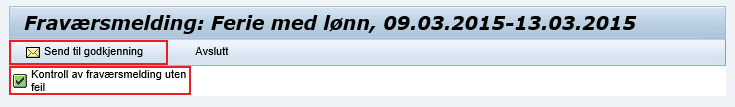 Fraværsmelding: Ferie med lønn, 09.03.2015-13.03.2015
Send til godkjenning Avslutt
Kontroll av fraværsmelding uten
feil